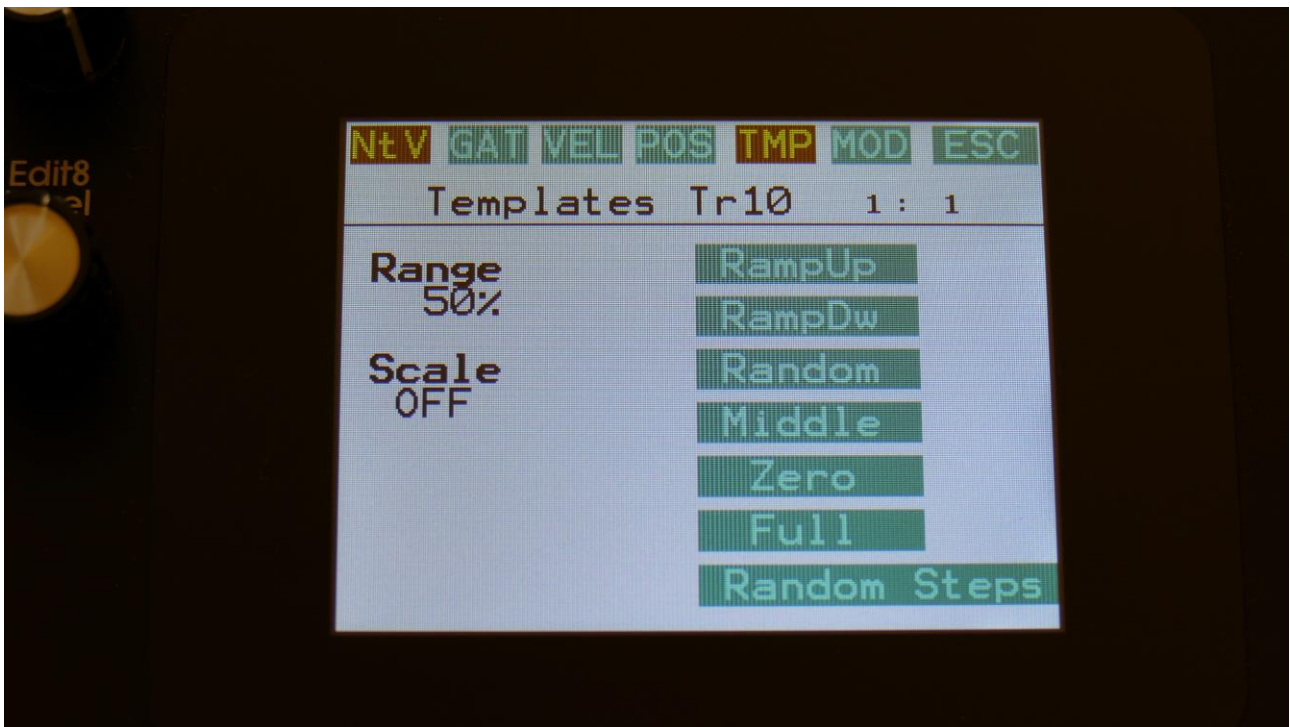 NtV GAT VEL POS TMP MOD ESC
Templates Tr10 1: 1
Range
50%
Scale
OFF
RampUp
RampDw
Random
Middle
Zero
Full
Random Steps
Edit8